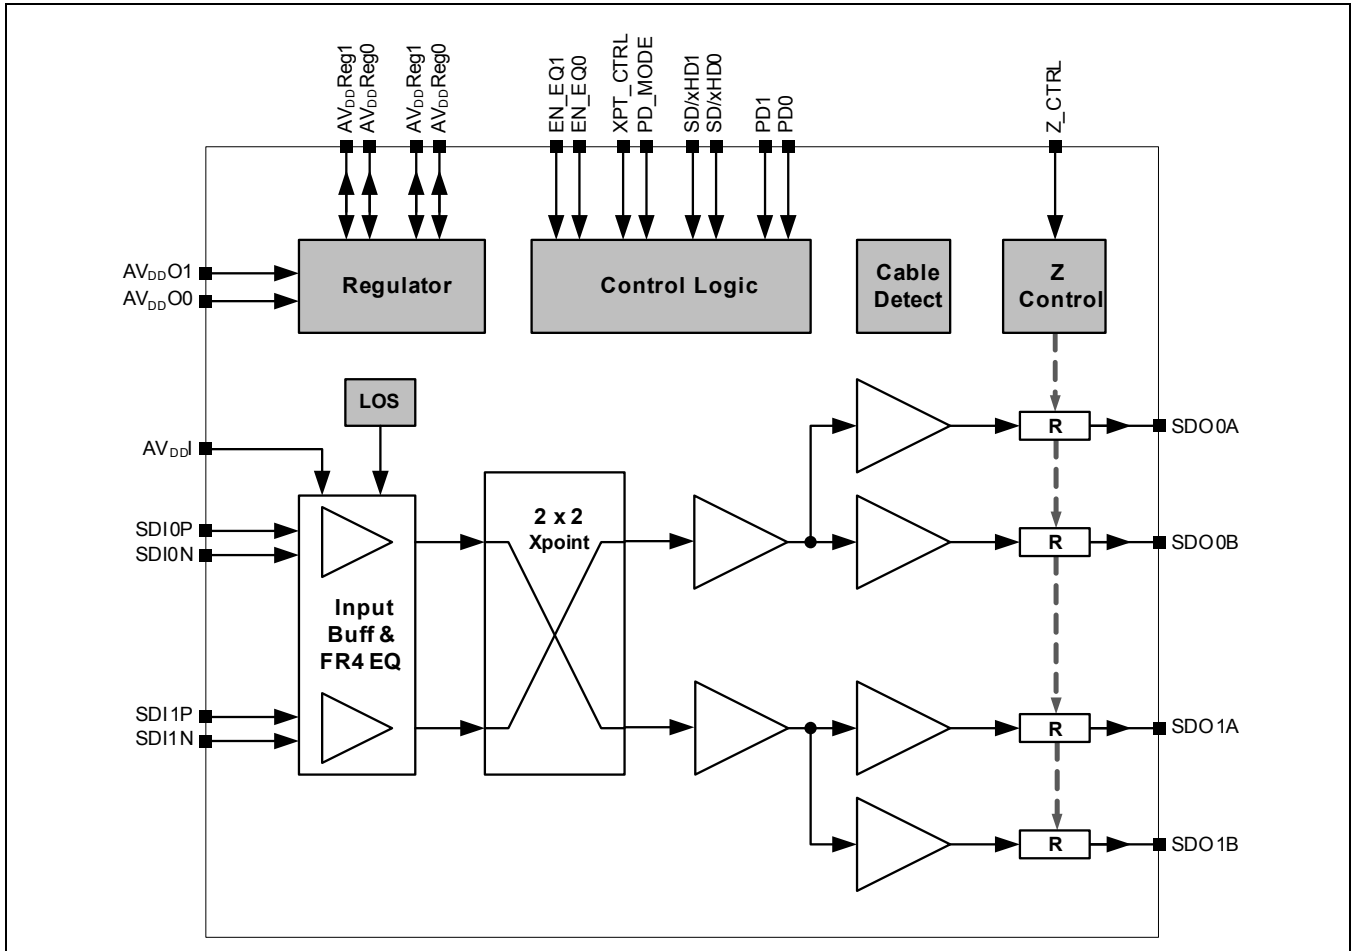 AVDDReg1
AVDDReg0
AVDDReg1
AVDDReg0
EN_EQ1
EN_EQ0
XPT_CTRL
PD_MODE
SD/xHD1
SD/xHD0
PD1
PD0
Z_CTRL
AVDDO1
AVDDO0
Regulator
Control Logic
Cable
Detect
Z
Control
LOS
AVDDI
SDI0P
SDI0N
SDI1P
SDI1N
Input
Buff &
FR4 EQ
2 x 2
Xpoint
R
SDO0A
R
SDO0B
R
SDO1A
R
SDO1B